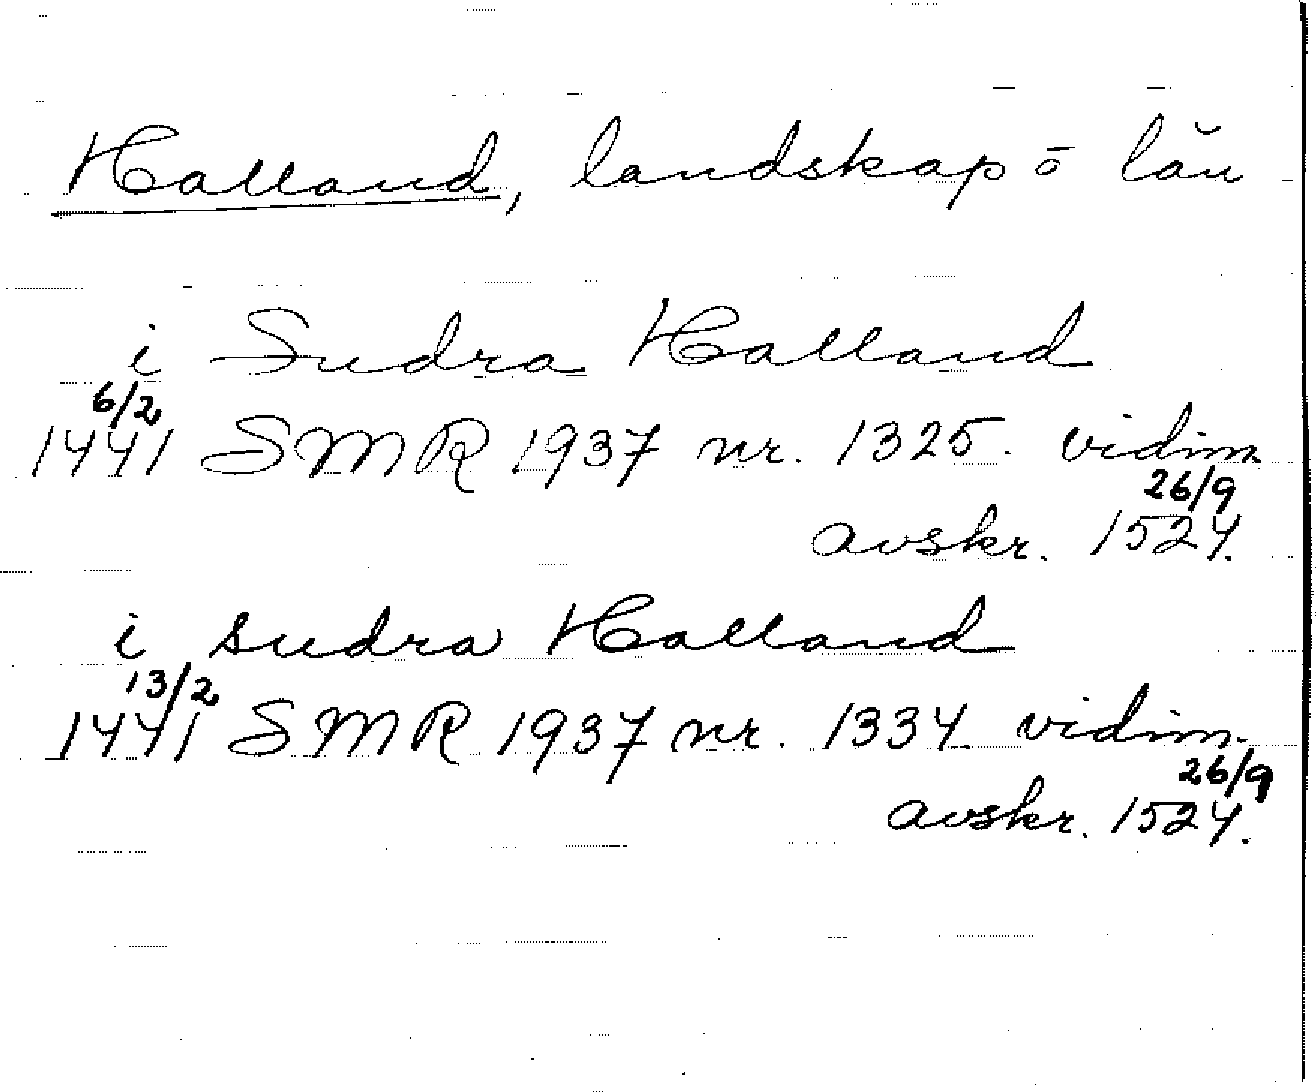 Halland, landskap o län
i Sudra Halland
6/2
1441 SMR 1937 nr. 1325. vidim.
26/9
avskr. 1524.
i sudra Halland
13/2
1441 SMR 1937 nr. 1334 vidim.
26/9
avskr. 1524.